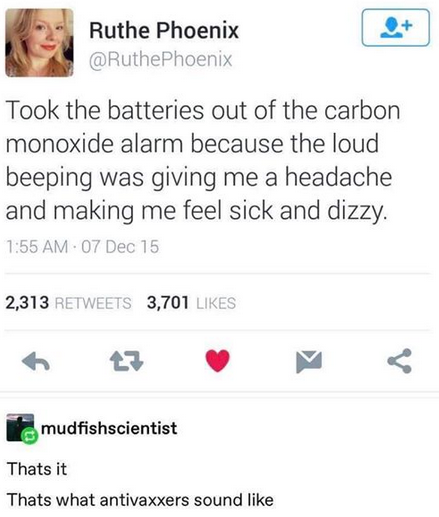 Ruthe Phoenix
@RuthePhoenix
Took the batteries out of the carbon
monoxide alarm because the loud
beeping was giving me a headache
and making me feel sick and dizzy.
1:55 AM · 07 Dec 15
2,313 RETWEETS 3,701 LIKES
mudfishscientist
Thats it
Thats what antivaxxers sound like